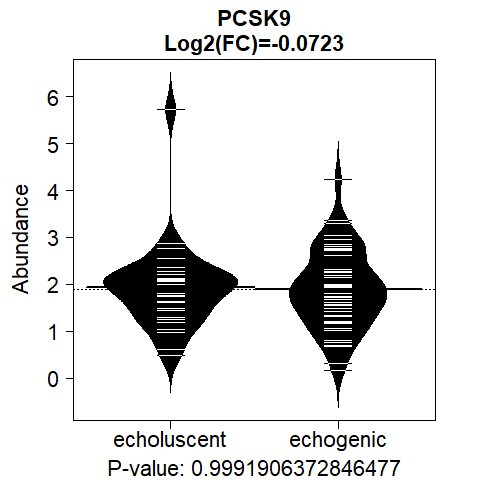 PCSK9
Log2(FC)=-0.0723
Abundance
6
5
4
3
2
1
0
echoluscent echogenic
P-value: 0.9991906372846477